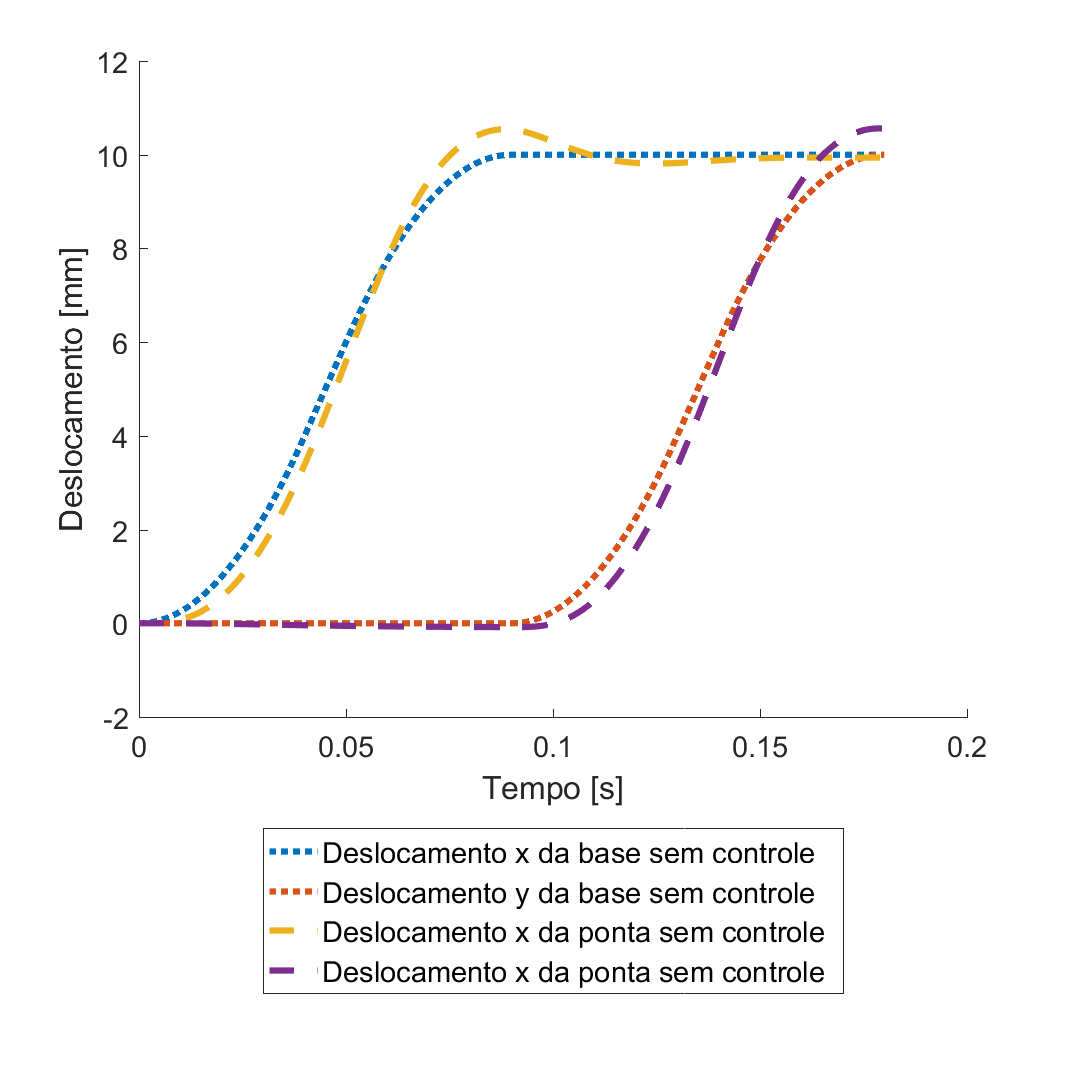 12
10
8
6
4
2
0
-2
Deslocamento [mm]
0 0.05 0.1 0.15 0.2
Tempo [s]
Deslocamento x da base sem controle
Deslocamento y da base sem controle
Deslocamento x da ponta sem controle
Deslocamento x da ponta sem controle